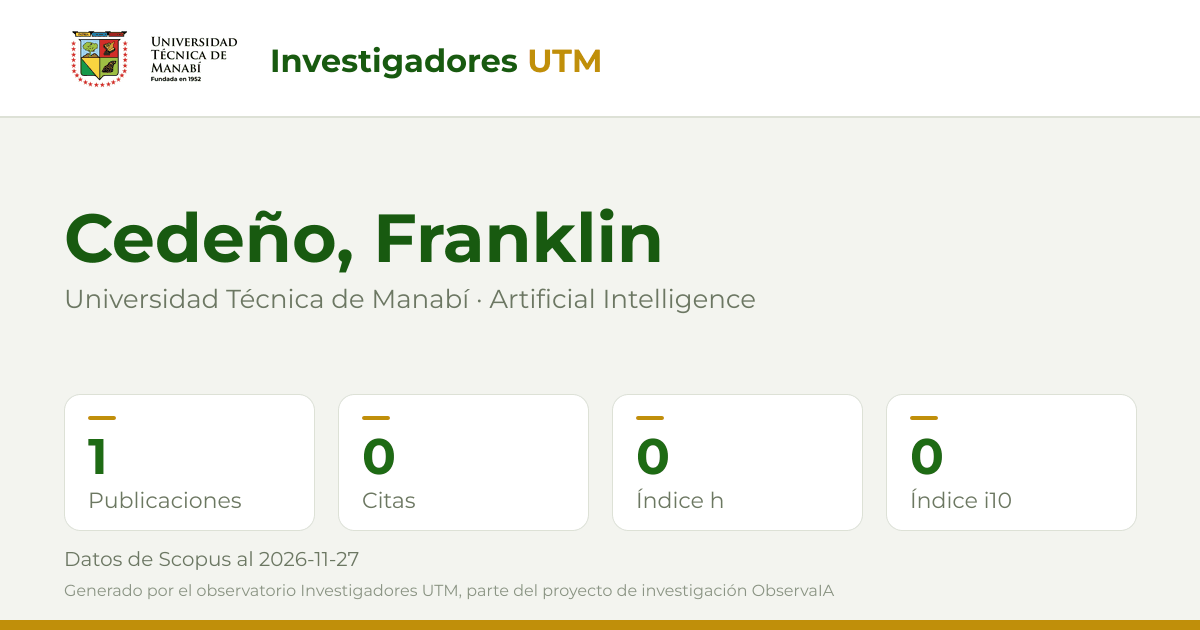 UNIVERSIDAD
TÉCNICA DE
MANABÍ
Fundada en 1952
Investigadores UTM
Cedeño, Franklin
Universidad Técnica de Manabí · Artificial Intelligence
1
Publicaciones
0
Citas
0
Índice h
0
Índice i10
Datos de Scopus al 2026-11-27
Generado por el observatorio Investigadores UTM, parte del proyecto de investigación ObservaIA